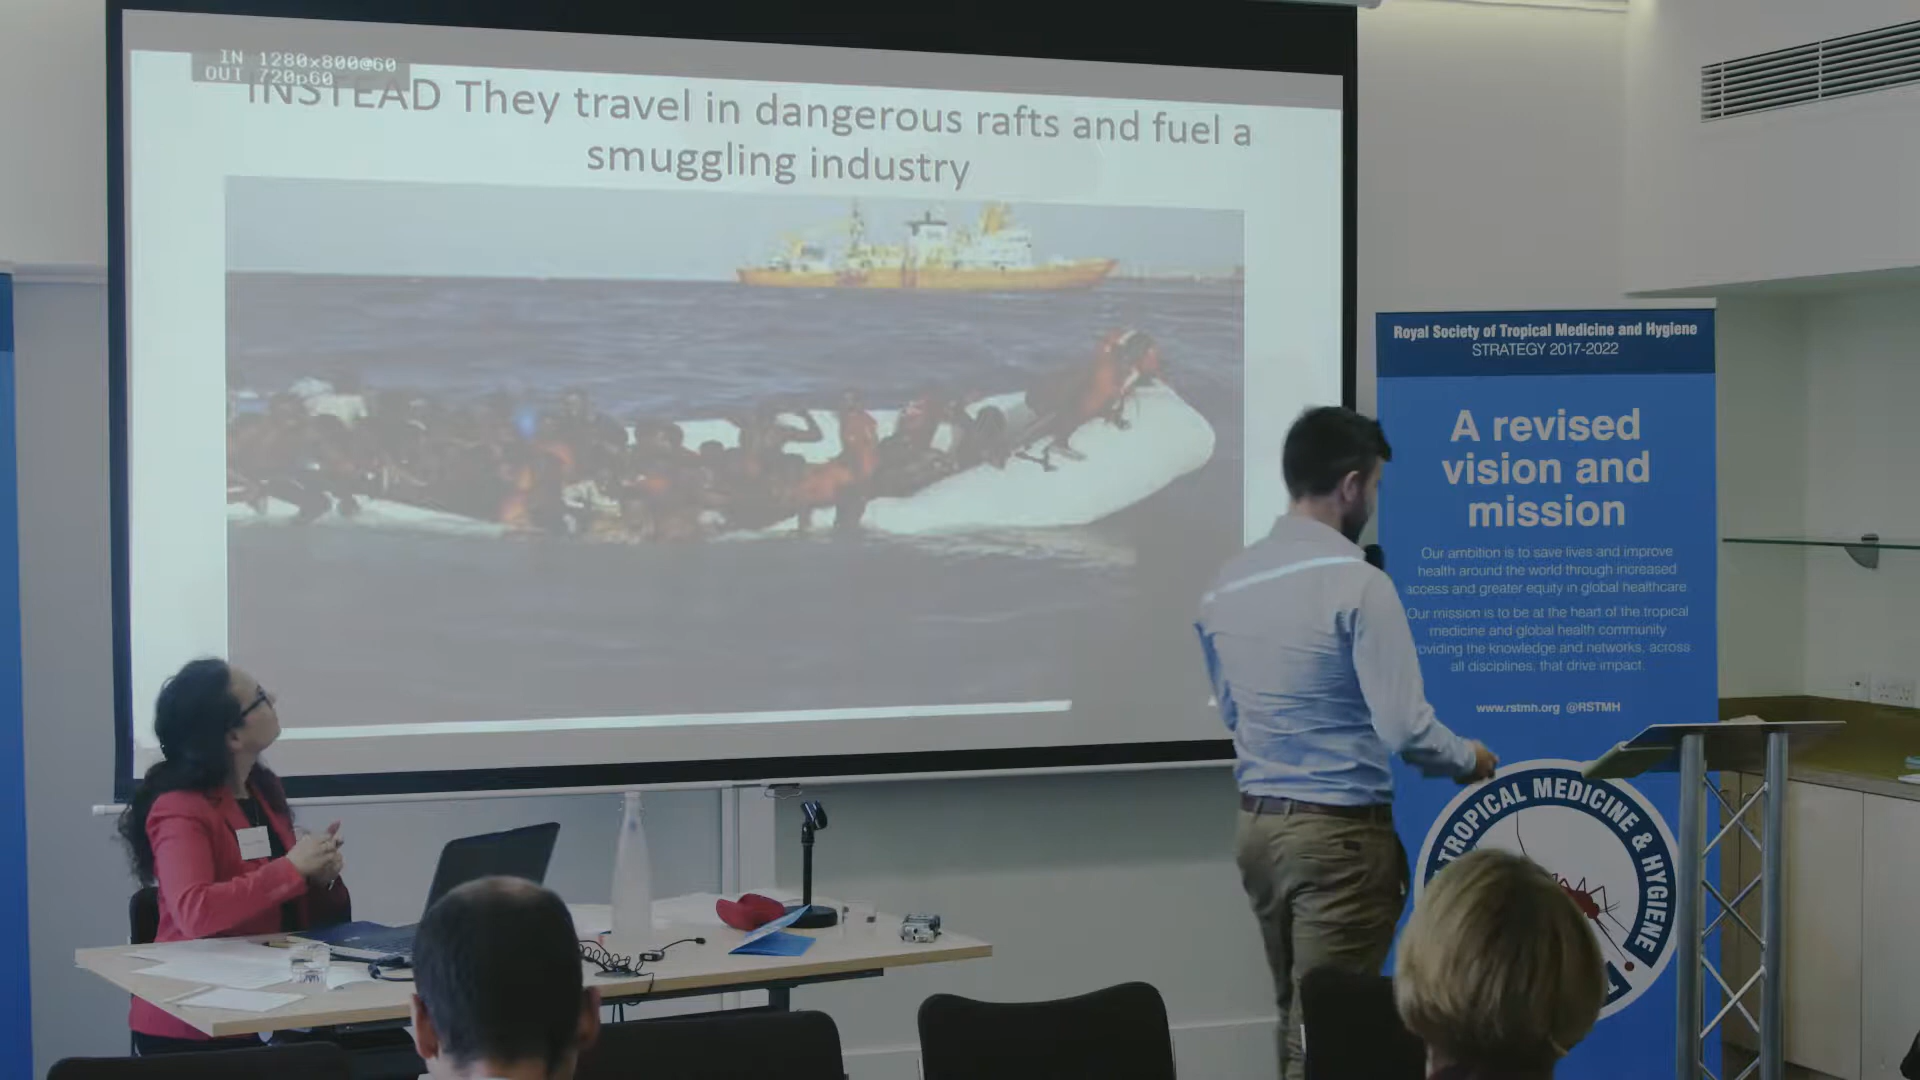 IN 1280x800@60
OUT 720p60
INSTEAD They travel in dangerous rafts and fuel a
smuggling industry
Royal Society of Tropical Medicine and Hygiene
STRATEGY 2017-2022
A revised
vision and
mission
Our ambition is to save lives and improve
health around the world through increased
access and greater equity in global healthcare.
Our mission is to be at the heart of the tropical
medicine and global health community
oviding the knowledge and networks, across
all disciplines, that drive impact.
www.rstmh.org @RSTMH
TROPICAL MEDICINE & HYGIENE